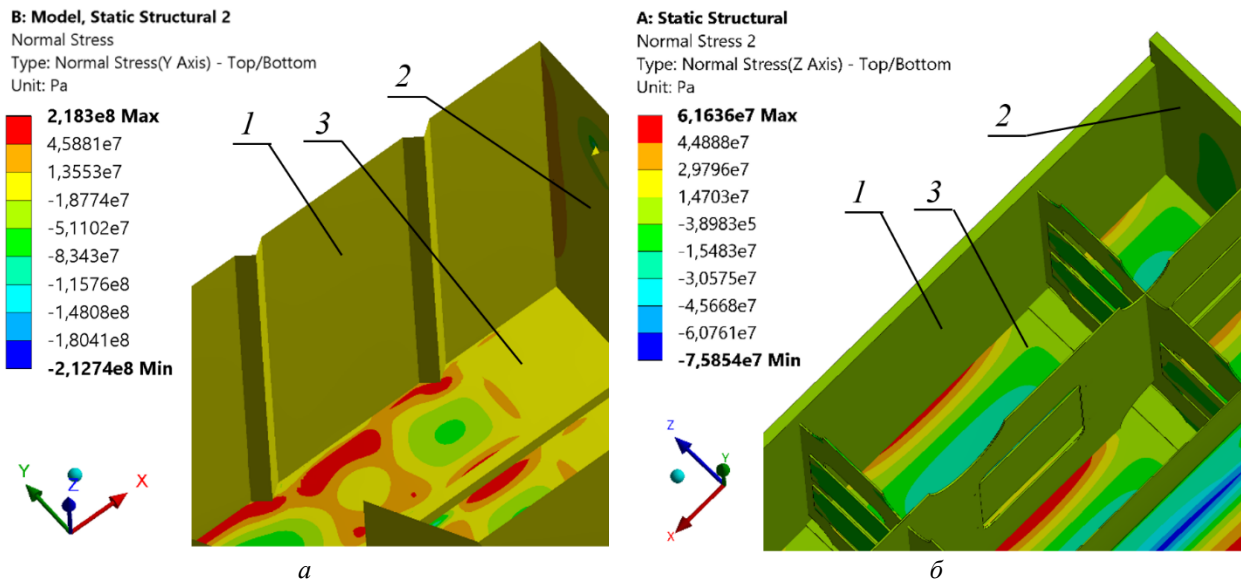 B: Model, Static Structural 2
Normal Stress
Type: Normal Stress(Y Axis) - Top/Bottom
Unit: Pa
2,183e8 Max
4,5881e7
1,3553e7
-1,8774e7
-5,1102e7
-8,343e7
-1,1576e8
-1,4808e8
-1,8041e8
-2,1274e8 Min
1
3
2
Y
Z
X
а
A: Static Structural
Normal Stress 2
Type: Normal Stress(Z Axis) - Top/Bottom
Unit: Pa
6,1636e7 Max
4,4888e7
2,9796e7
1,4703e7
-3,8983e5
-1,5483e7
-3,0575e7
-4,5668e7
-6,0761e7
-7,5854e7 Min
2
1
3
Z
Y
X
б